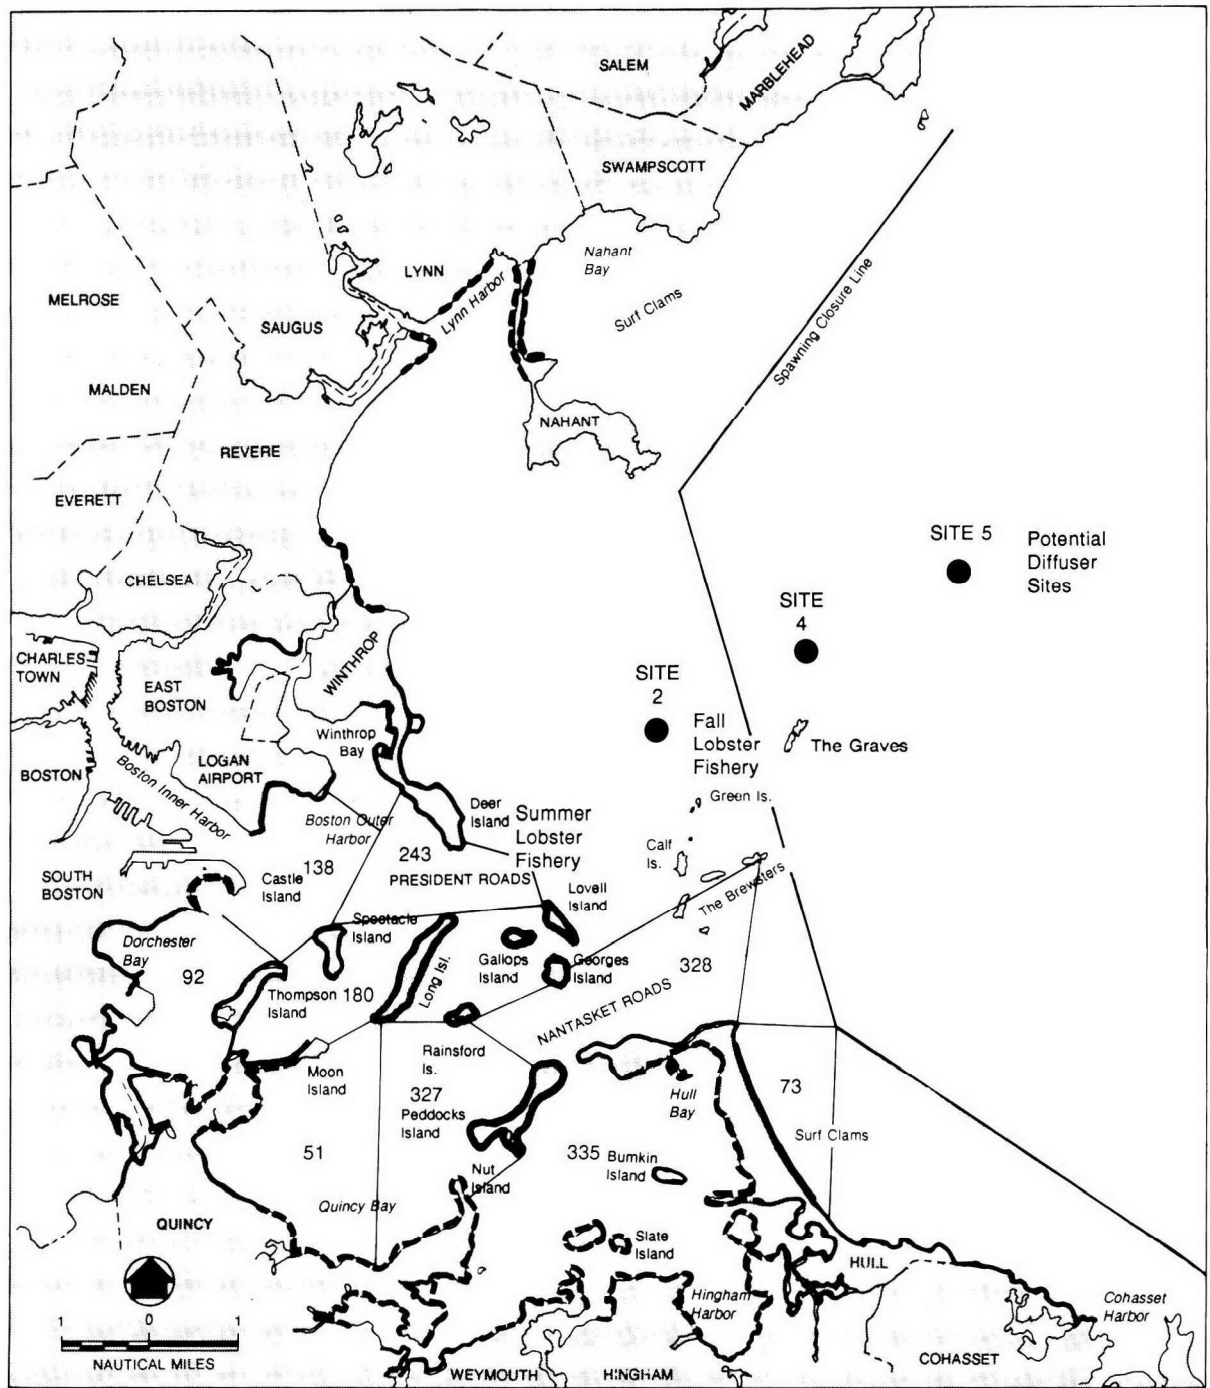 SALEM
MARBLEHEAD
SWAMPSCOTT
Nahant
Bay
LYNN
Lynn Harbor
Surf Clams
Spawning Closure Line
MELROSE
SAUGUS
MALDEN
NAHANT
REVERE
EVERETT
SITE 5
Potential
Diffuser
Sites
CHELSEA
SITE
4
CHARLES
TOWN
WINTHROP
EAST
BOSTON
SITE
2
Fall
Lobster
Fishery
The Graves
Winthrop
Bay
BOSTON
LOGAN
AIRPORT
Boston Inner Harbor
Green Is.
Deer
Island
Summer
Lobster
Fishery
Boston Outer
Harbor
Calf
Is.
138
243
PRESIDENT ROADS
The Brewsters
SOUTH
BOSTON
Castle
Island
Lovell
Island
Spectacle
Island
Dorchester
Bay
92
Long Isl.
Gallops
Island
Georges
Island
328
Thompson
Island
180
NANTASKET ROADS
Rainsford
Is.
Moon
Island
327
Peddocks
Island
Hull
Bay
73
Surf Clams
51
335
Bumkin
Island
Nut
Island
Quincy Bay
QUINCY
Slate
Island
HULL
Hingham
Harbor
Cohasset
Harbor
1 0 1
NAUTICAL MILES
WEYMOUTH
HINGHAM
COHASSET